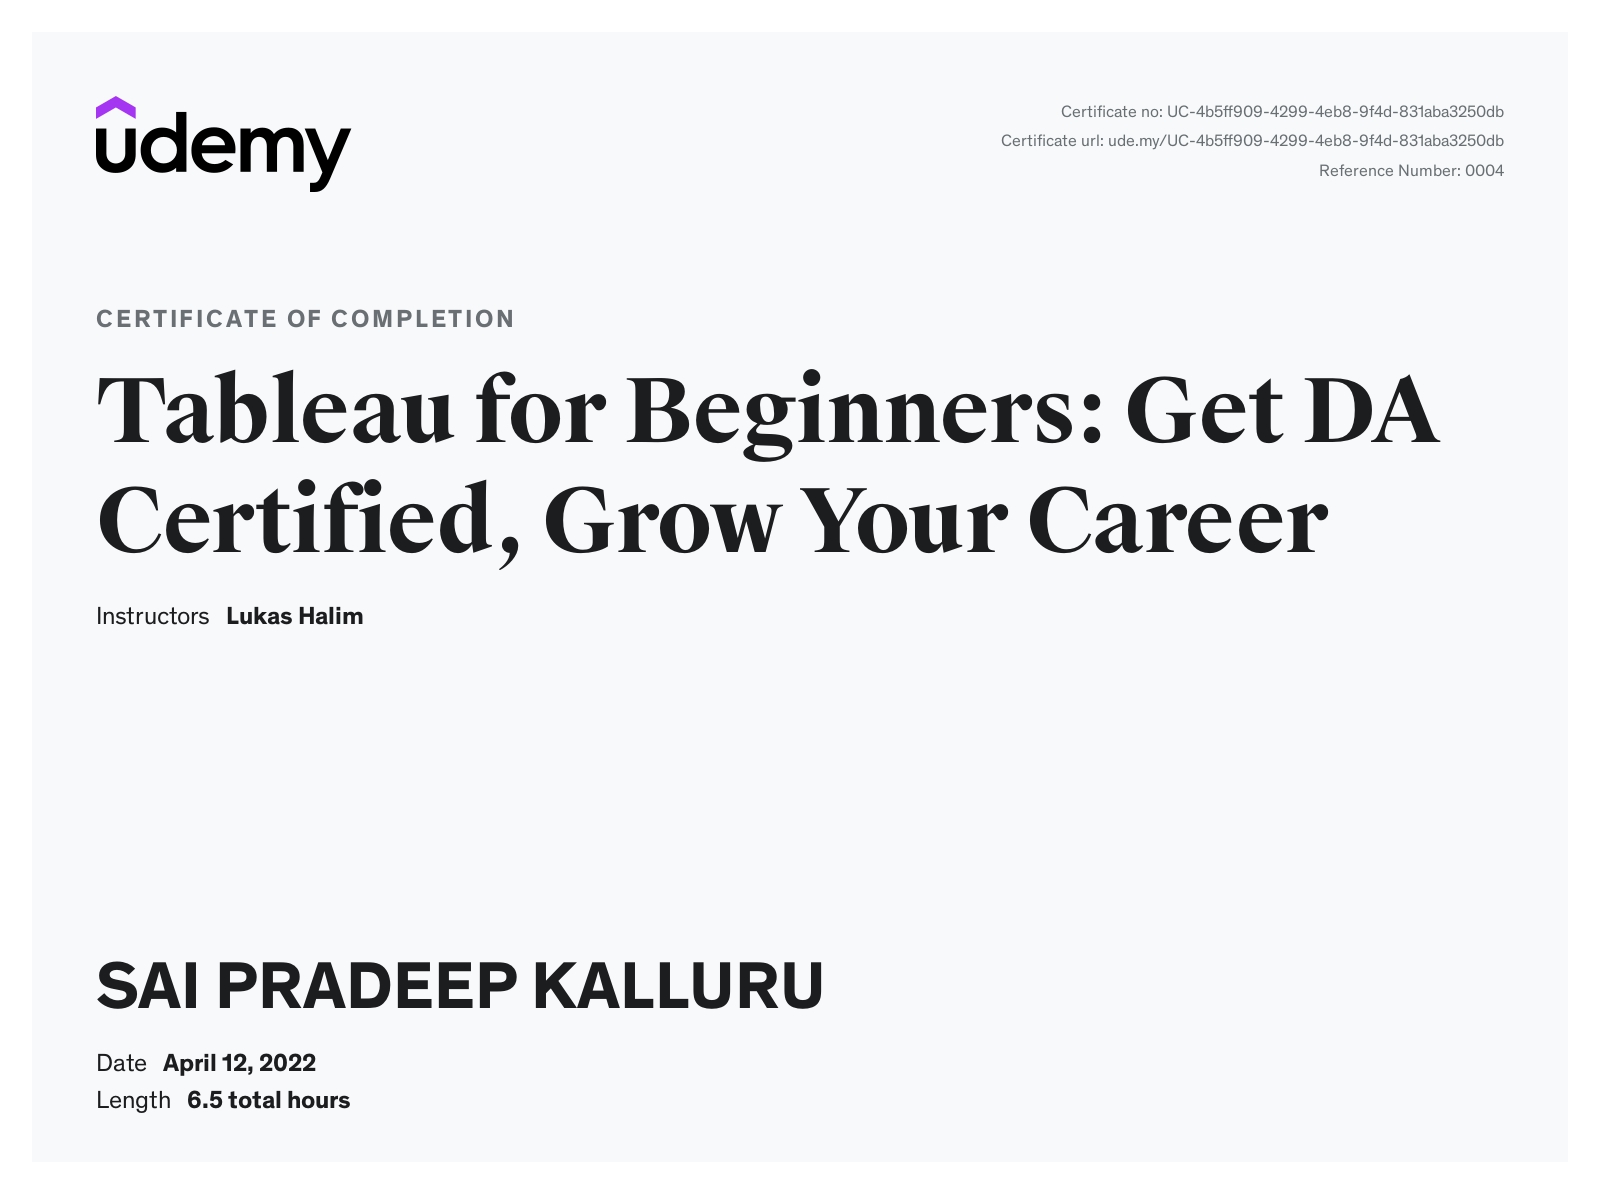 udemy
Certificate no: UC-4b5ff909-4299-4eb8-9f4d-831aba3250db
Certificate url: ude.my/UC-4b5ff909-4299-4eb8-9f4d-831aba3250db
Reference Number: 0004
CERTIFICATE OF COMPLETION
Tableau for Beginners: Get DA
Certified, Grow Your Career
Instructors Lukas Halim
SAI PRADEEP KALLURU
Date April 12, 2022
Length 6.5 total hours